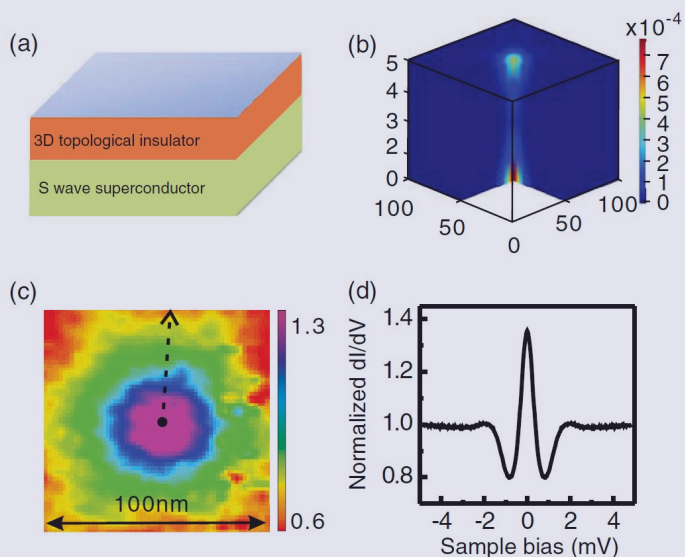 (a)
3D topological insulator
S wave superconductor
(b)
×10⁻⁴
5
4
3
2
1
0
100
50
0
50
100
7
6
5
4
3
2
1
0
(c)
1.3
0.6
100nm
(d)
Normalized dI/dV
1.4
1.2
1.0
0.8
-4 -2 0 2 4
Sample bias (mV)